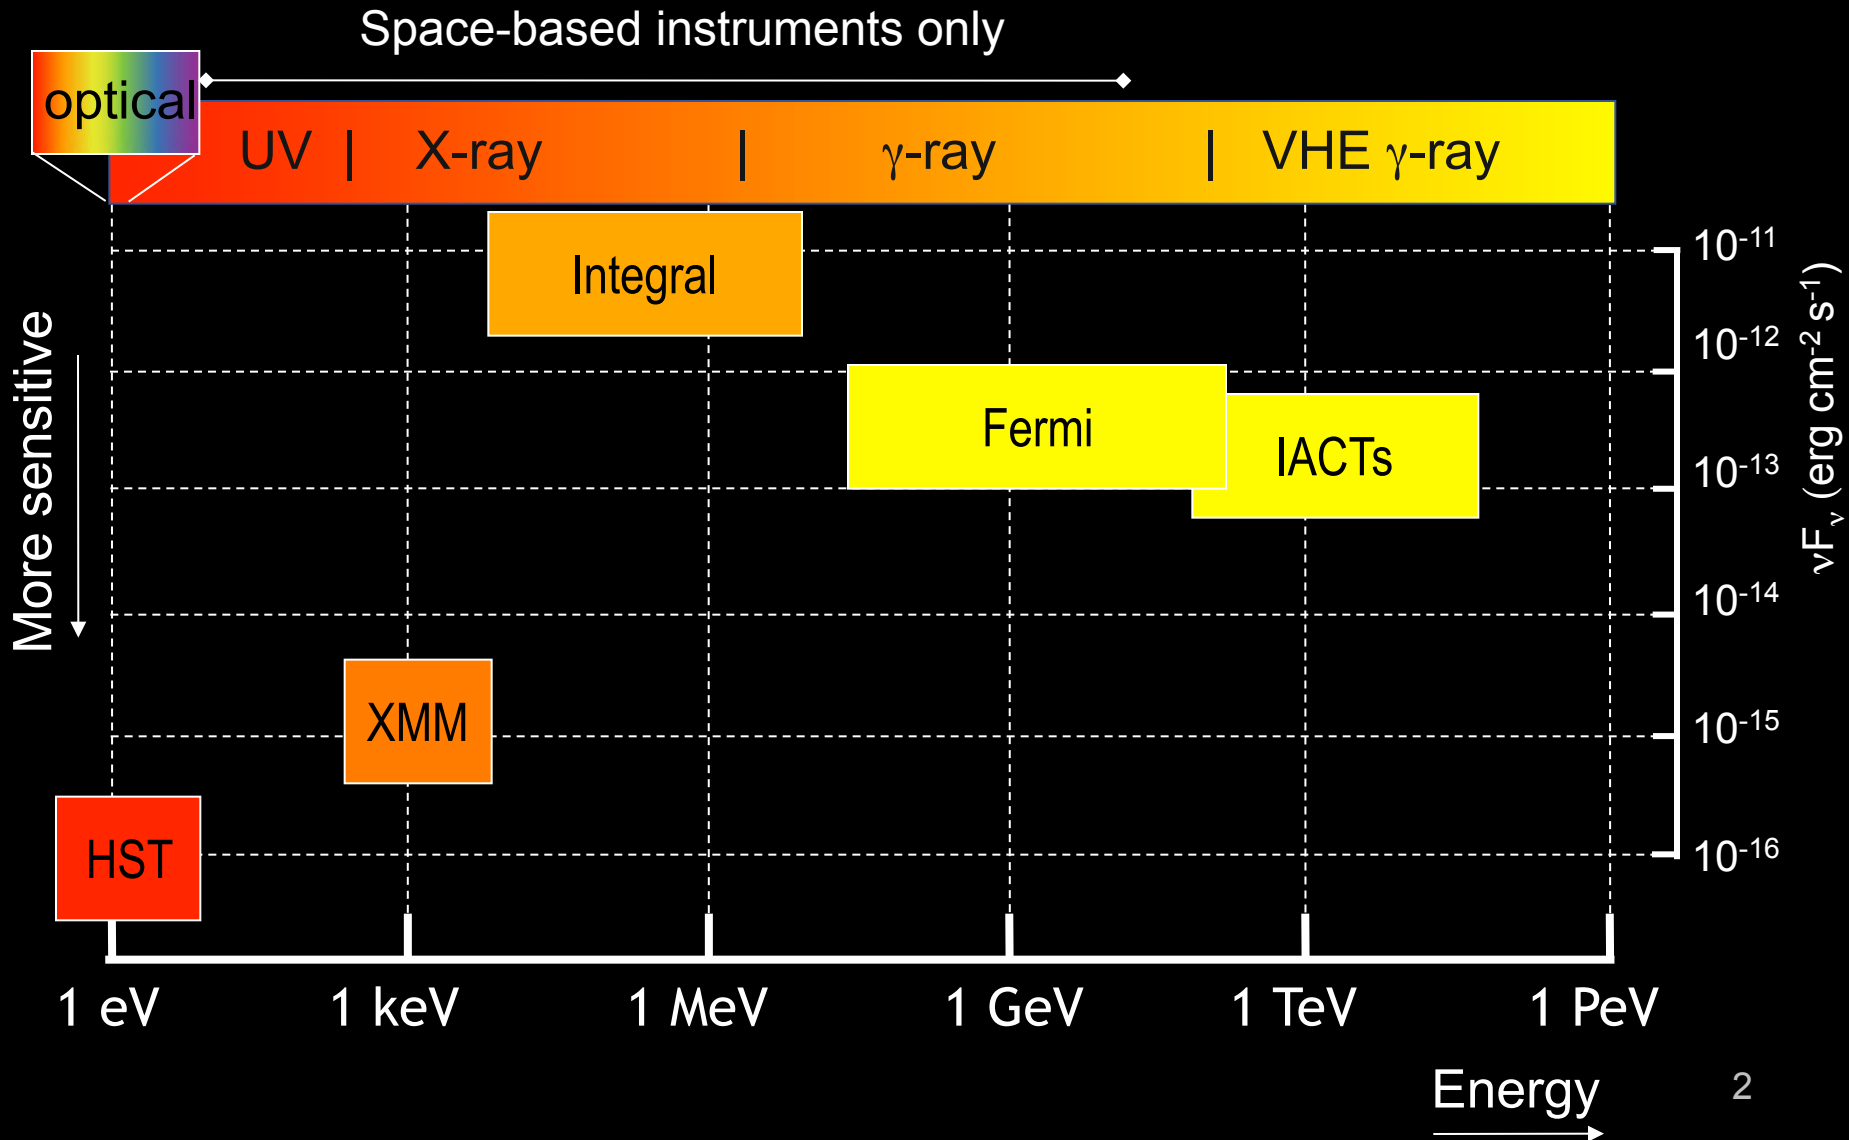 Space-based instruments only
optical
UV | X-ray | γ-ray | VHE γ-ray
Integral
10⁻¹¹
10⁻¹²
Fermi
IACTs
10⁻¹³
νFᵥ (erg cm⁻² s⁻¹)
More sensitive
10⁻¹⁴
XMM
10⁻¹⁵
HST
10⁻¹⁶
1 eV 1 keV 1 MeV 1 GeV 1 TeV 1 PeV
Energy
2